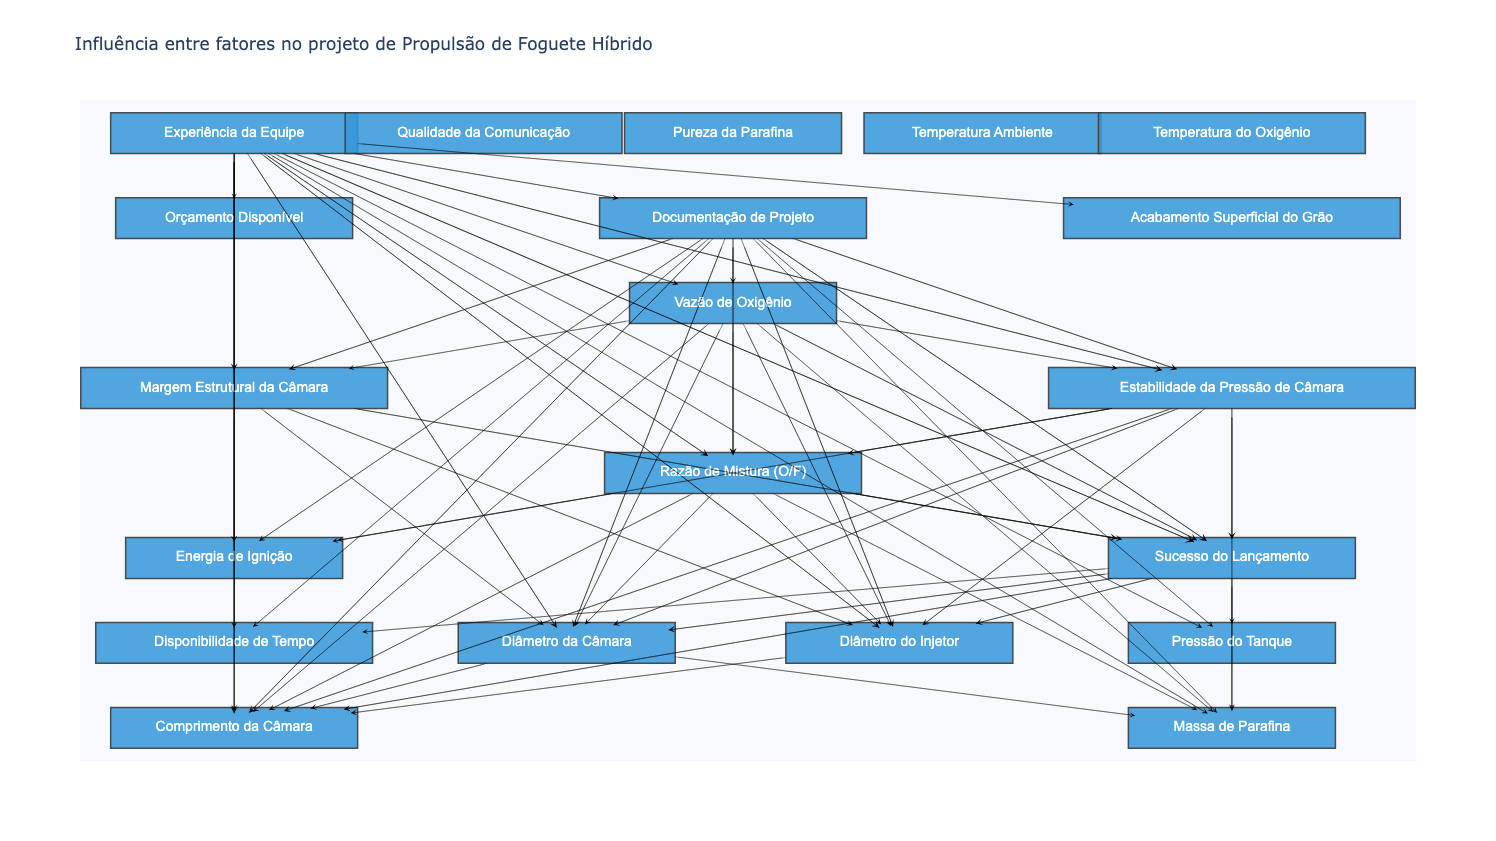 Influência entre fatores no projeto de Propulsão de Foguete Híbrido
Experiência da Equipe
Qualidade da Comunicação
Pureza da Parafina
Temperatura Ambiente
Temperatura do Oxigênio
Orçamento Disponível
Documentação de Projeto
Acabamento Superficial do Grão
Vazão de Oxigênio
Margem Estrutural da Câmara
Estabilidade da Pressão de Câmara
Razão de Mistura (O/F)
Energia de Ignição
Sucesso do Lançamento
Disponibilidade de Tempo
Diâmetro da Câmara
Diâmetro do Injetor
Pressão do Tanque
Comprimento da Câmara
Massa de Parafina